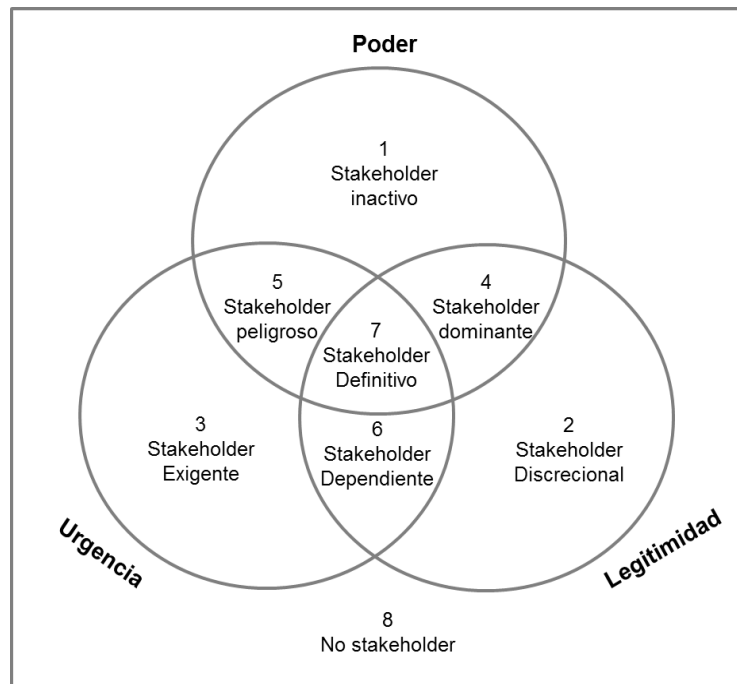 Poder
1
Stakeholder
inactivo
5
Stakeholder
peligroso
4
Stakeholder
dominante
7
Stakeholder
Definitivo
3
Stakeholder
Exigente
6
Stakeholder
Dependiente
2
Stakeholder
Discrecional
Urgencia
Legitimidad
8
No stakeholder